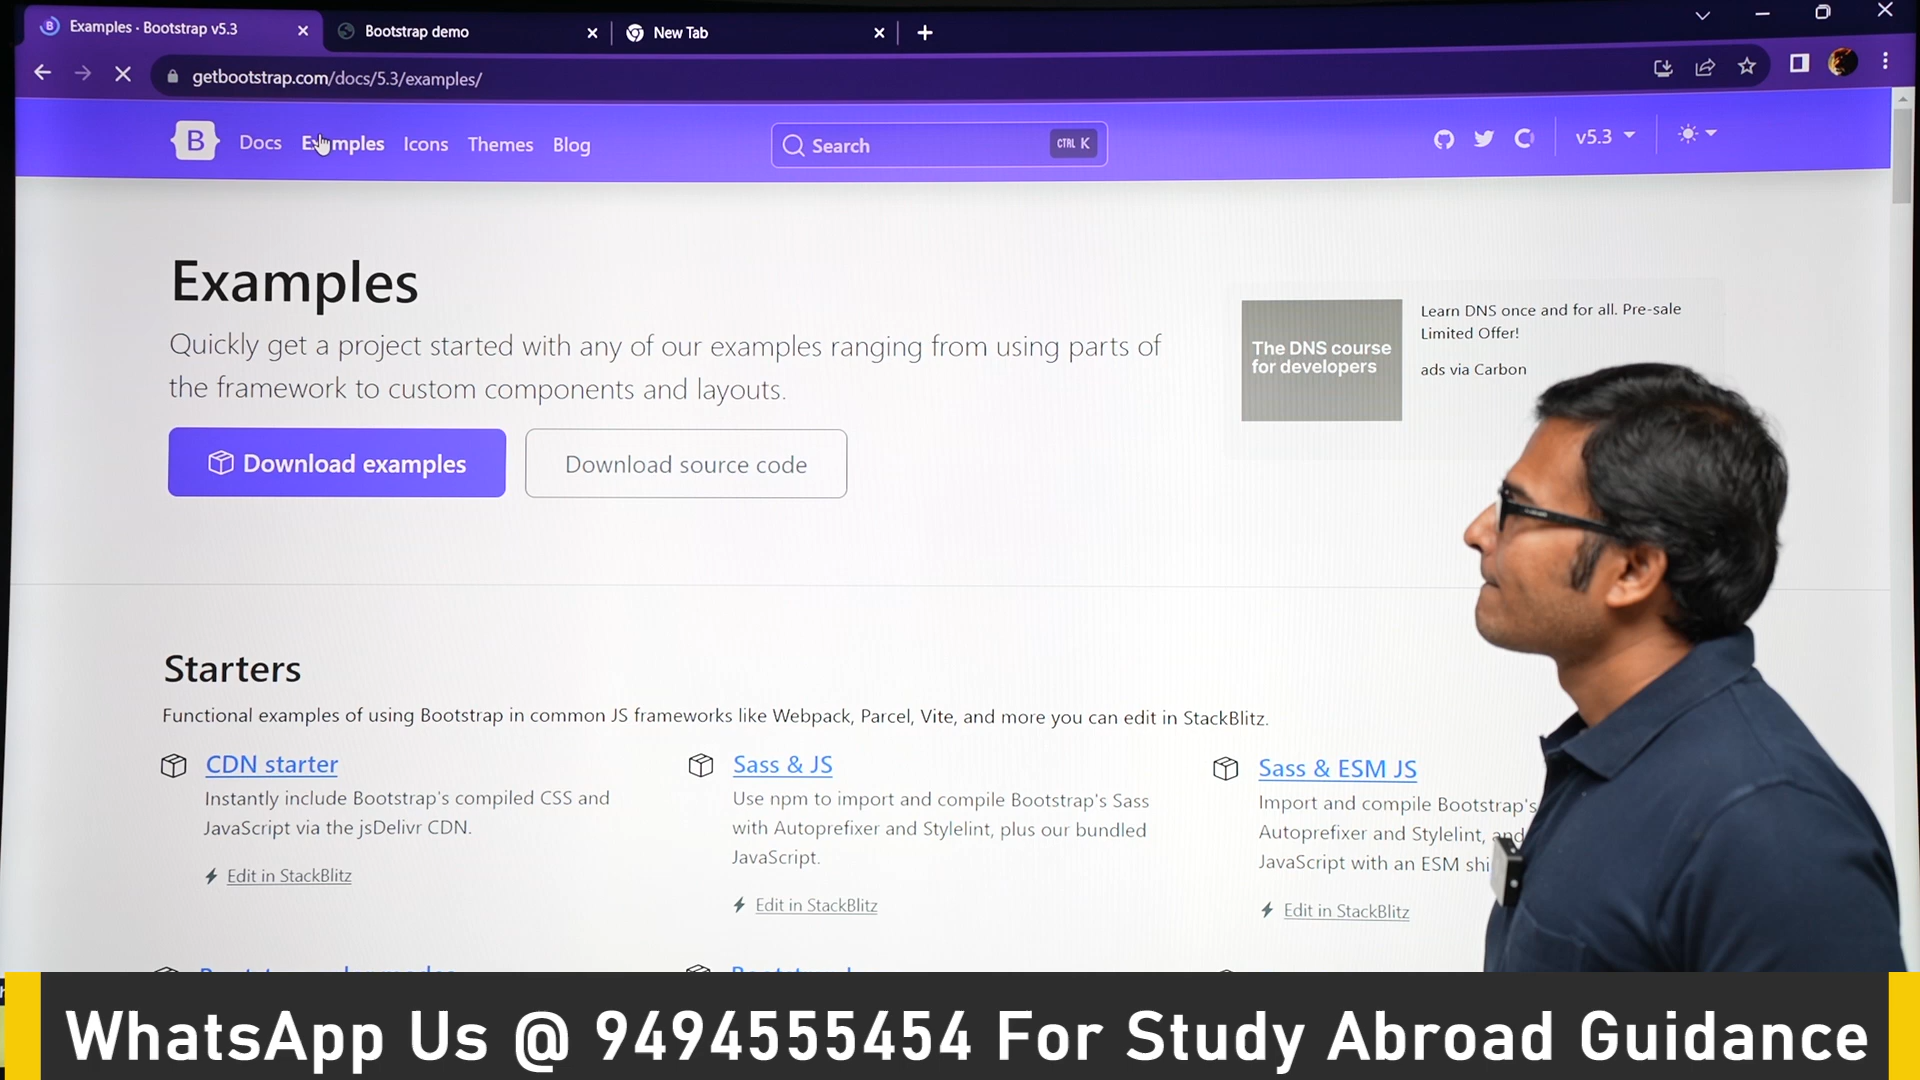 Examples · Bootstrap v5.3
Bootstrap demo
New Tab
getbootstrap.com/docs/5.3/examples/
B
Docs
Examples
Icons
Themes
Blog
Search
CTRL K
v5.3
Examples
Quickly get a project started with any of our examples ranging from using parts of
the framework to custom components and layouts.
Download examples
Download source code
The DNS course
for developers
Learn DNS once and for all. Pre-sale
Limited Offer!
ads via Carbon
Starters
Functional examples of using Bootstrap in common JS frameworks like Webpack, Parcel, Vite, and more you can edit in StackBlitz.
CDN starter
Instantly include Bootstrap's compiled CSS and
JavaScript via the jsDelivr CDN.
Edit in StackBlitz
Sass & JS
Use npm to import and compile Bootstrap's Sass
with Autoprefixer and Stylelint, plus our bundled
JavaScript.
Edit in StackBlitz
Sass & ESM JS
Import and compile Bootstrap's
Autoprefixer and Stylelint, and
JavaScript with an ESM shi
Edit in StackBlitz
WhatsApp Us @ 9494555454 For Study Abroad Guidance